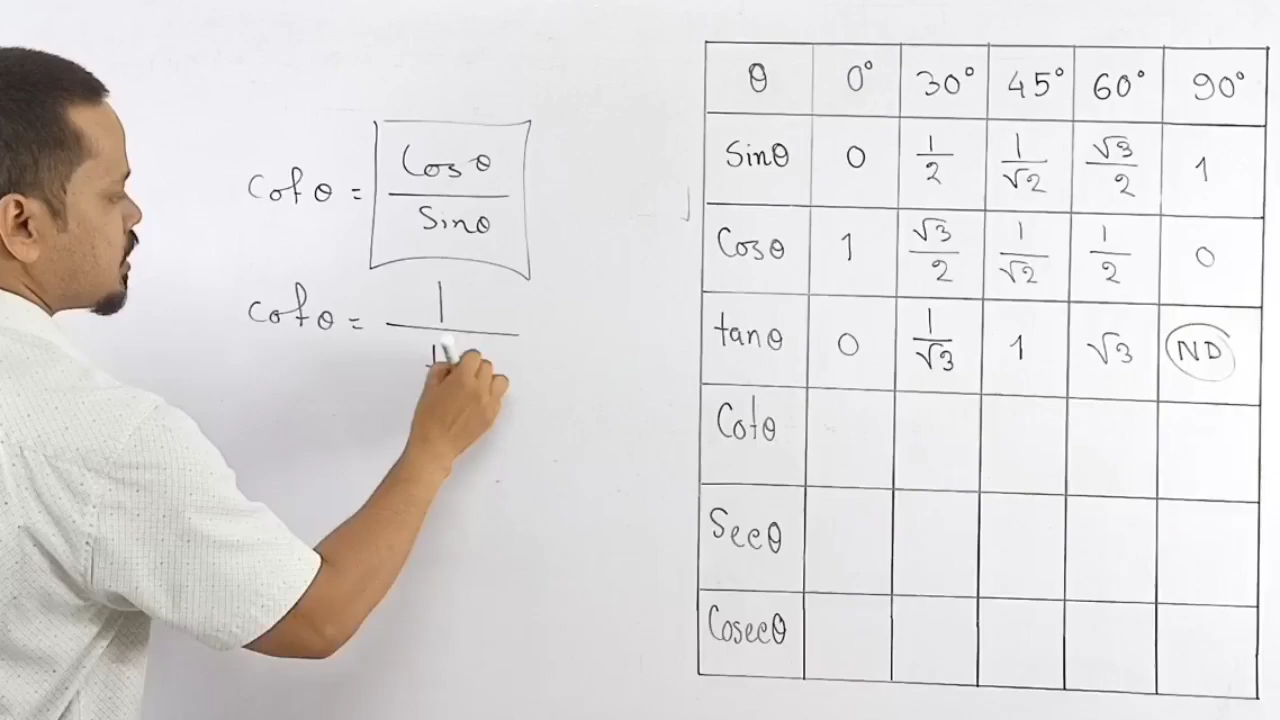 Cot θ = Cos θ / Sin θ
Cot θ = 1 /
θ 0° 30° 45° 60° 90°
Sinθ 0 1/2 1/√2 √3/2 1
Cosθ 1 √3/2 1/√2 1/2 0
tanθ 0 1/√3 1 √3 ND
Cotθ
Secθ
Cosecθ